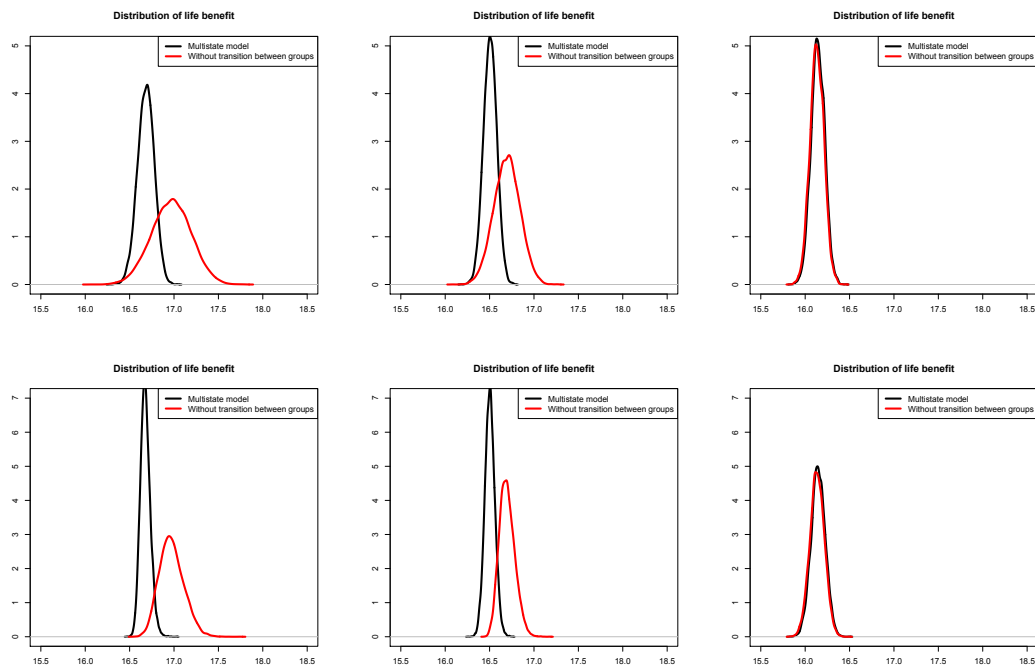 Distribution of life benefit
Multistate model
Without transition between groups
0 1 2 3 4 5
15.5 16.0 16.5 17.0 17.5 18.0 18.5
Distribution of life benefit
Multistate model
Without transition between groups
0 1 2 3 4 5
15.5 16.0 16.5 17.0 17.5 18.0 18.5
Distribution of life benefit
Multistate model
Without transition between groups
0 1 2 3 4 5
15.5 16.0 16.5 17.0 17.5 18.0 18.5
Distribution of life benefit
Multistate model
Without transition between groups
0 1 2 3 4 5 6 7
15.5 16.0 16.5 17.0 17.5 18.0 18.5
Distribution of life benefit
Multistate model
Without transition between groups
0 1 2 3 4 5 6 7
15.5 16.0 16.5 17.0 17.5 18.0 18.5
Distribution of life benefit
Multistate model
Without transition between groups
0 1 2 3 4 5 6 7
15.5 16.0 16.5 17.0 17.5 18.0 18.5